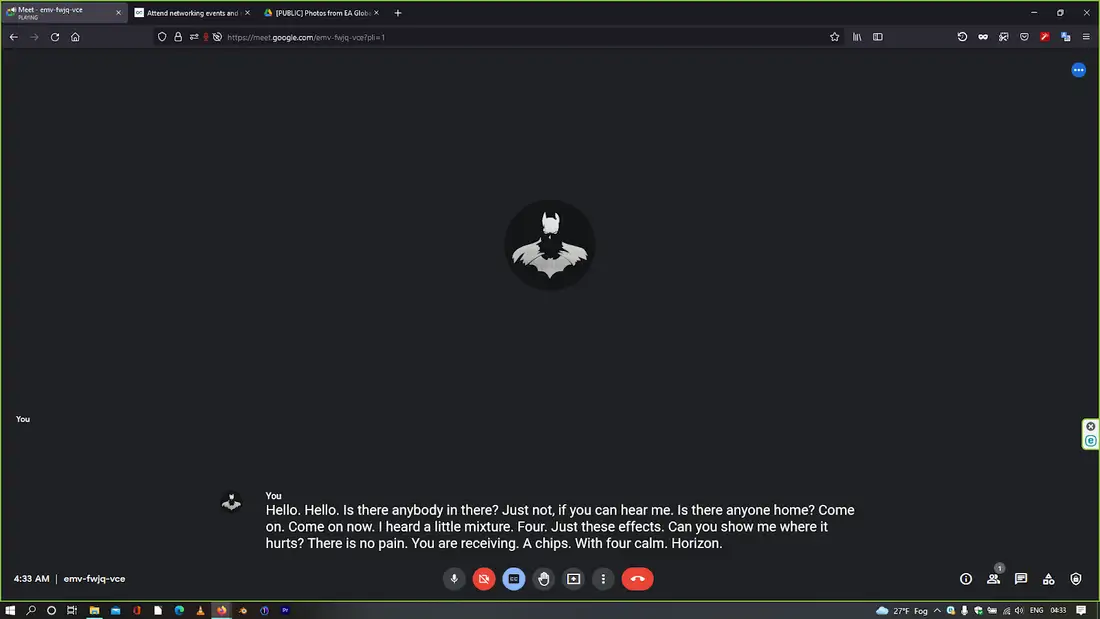 Meet - emv-fwjq-vce
PLAYING
Attend networking events and
[PUBLIC] Photos from EA Globa
https://meet.google.com/emv-fwjq-vce?pli=1
You
You
Hello. Hello. Is there anybody in there? Just not, if you can hear me. Is there anyone home? Come
on. Come on now. I heard a little mixture. Four. Just these effects. Can you show me where it
hurts? There is no pain. You are receiving. A chips. With four calm. Horizon.
4:33 AM | emv-fwjq-vce
CC
1
27°F Fog
ENG
04:33